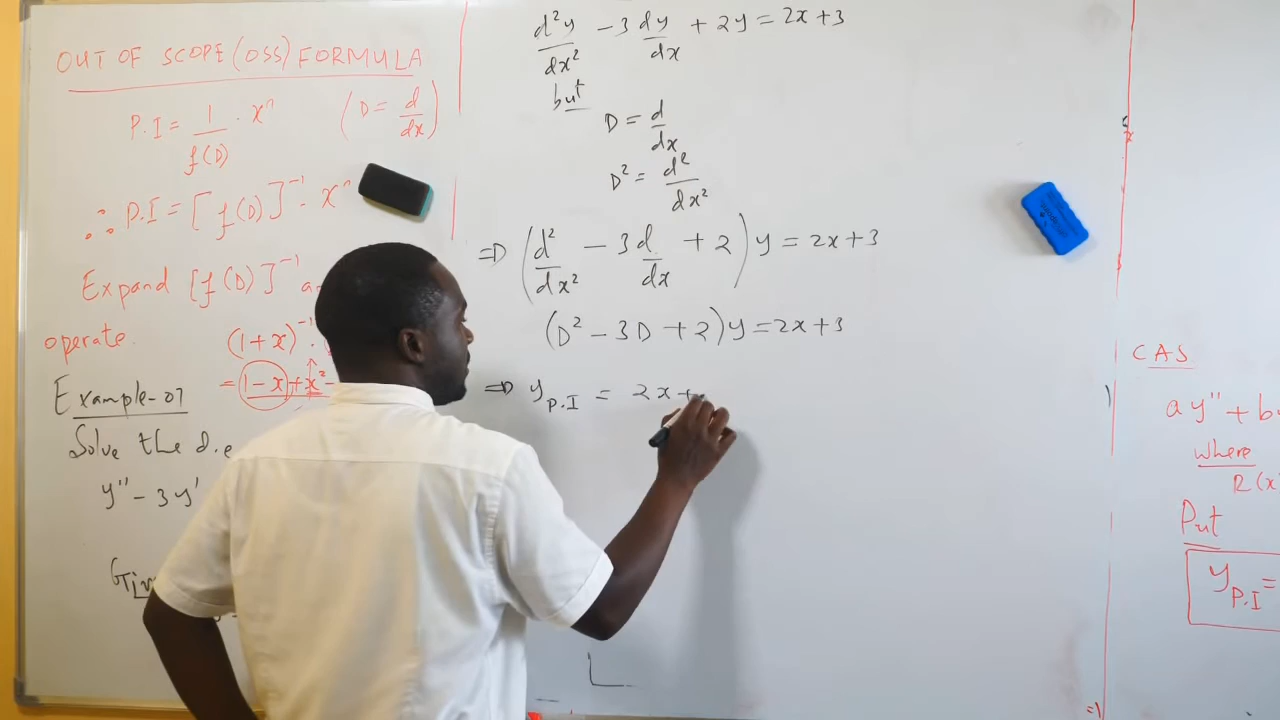 OUT OF SCOPE (OSS) FORMULA
P.I = 1/f(D) · xⁿ (D = d/dx)
∴ P.I = [f(D)]⁻¹ · xⁿ
Expand [f(D)]⁻¹
operate.
(1+x)⁻¹
= 1-x+x²-
Example-07
Solve the d.e
y'' - 3y'
d²y/dx² - 3 dy/dx + 2y = 2x+3
but
D = d/dx
D² = d²/dx²
⇒ (d²/dx² - 3 d/dx + 2) y = 2x+3
(D² - 3D + 2) y = 2x+3
⇒ y_P.I = 2x+
CAS
ay'' + b
where
R(x
Put
y_P.I =